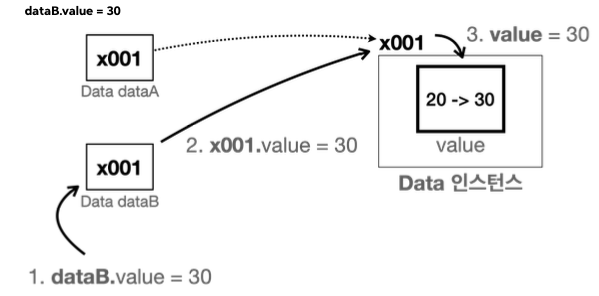 dataB.value = 30
x001
Data dataA
x001
3. value = 30
20 -> 30
value
Data 인스턴스
2. x001.value = 30
x001
Data dataB
1. dataB.value = 30